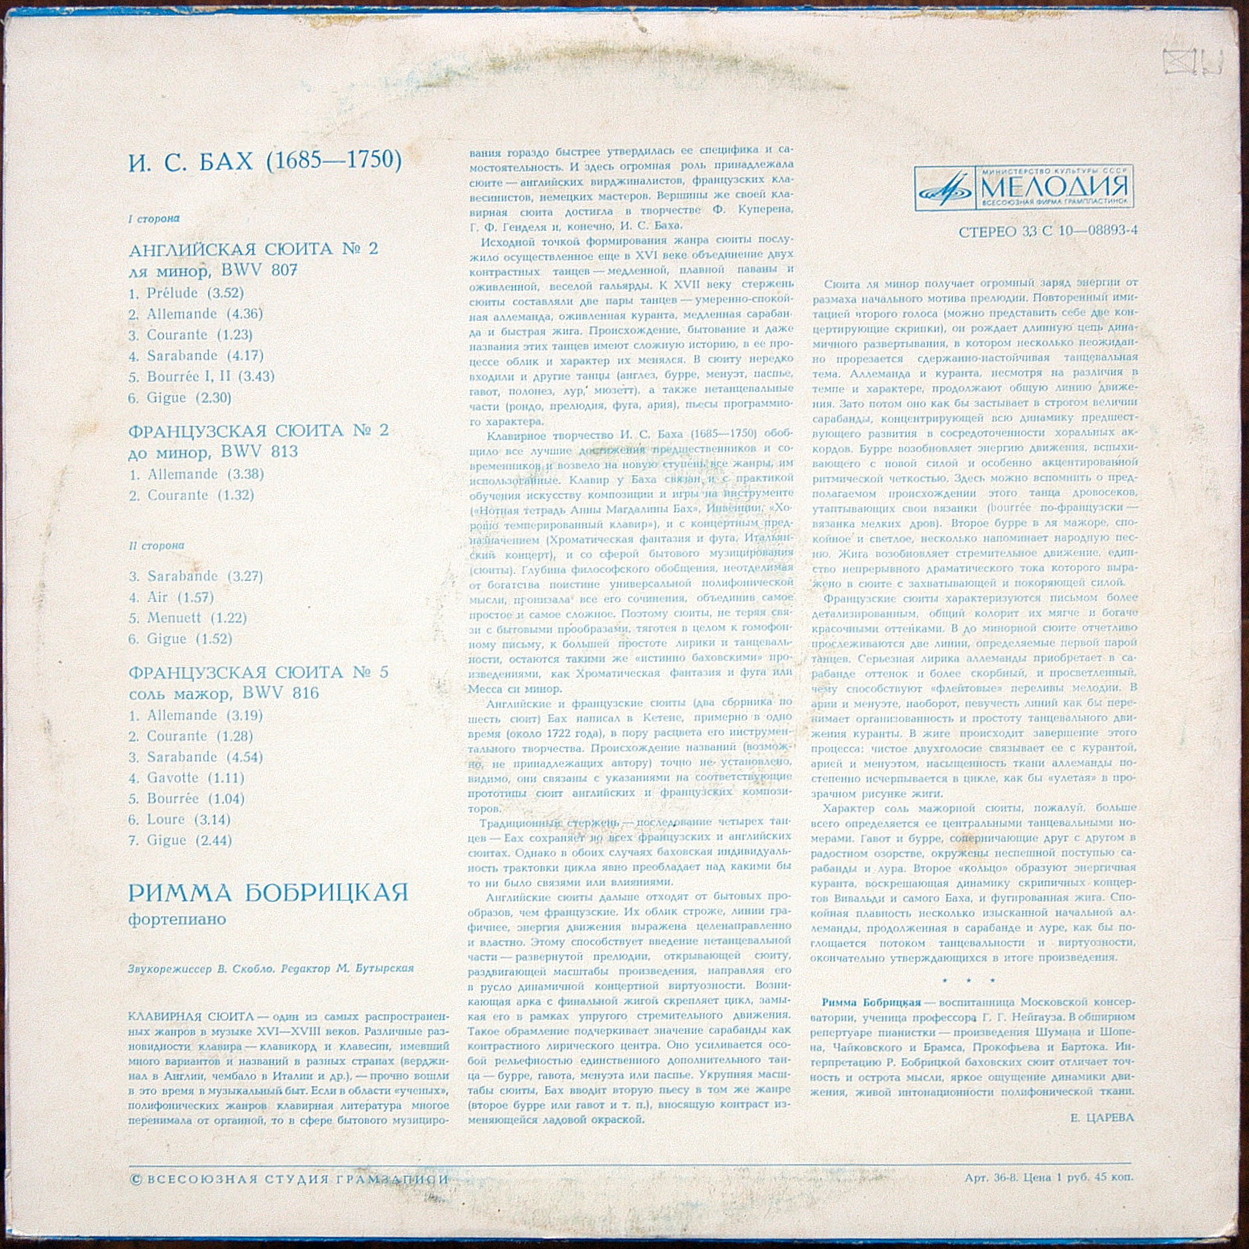 И. С. БАХ (1685—1750)
I сторона
АНГЛИЙСКАЯ СЮИТА № 2
ля минор, BWV 807
1. Prélude (3.52)
2. Allemande (4.36)
3. Courante (1.23)
4. Sarabande (4.17)
5. Bourrée I, II (3.43)
6. Gigue (2.30)
ФРАНЦУЗСКАЯ СЮИТА № 2
до минор, BWV 813
1. Allemande (3.38)
2. Courante (1.32)
II сторона
3. Sarabande (3.27)
4. Air (1.57)
5. Menuett (1.22)
6. Gigue (1.52)
ФРАНЦУЗСКАЯ СЮИТА № 5
соль мажор, BWV 816
1. Allemande (3.19)
2. Courante (1.28)
3. Sarabande (4.54)
4. Gavotte (1.11)
5. Bourrée (1.04)
6. Loure (3.14)
7. Gigue (2.44)
РИММА БОБРИЦКАЯ
фортепиано
Звукорежиссер В. Скобло. Редактор М. Бутырская
КЛАВИРНАЯ СЮИТА — один из самых распространен-
ных жанров в музыке XVI—XVIII веков. Различные раз-
новидности клавира — клавикорд и клавесин, имевший
много вариантов и названий в разных странах (верджи-
нал в Англии, чембало в Италии и др.), — прочно вошли
в это время в музыкальный быт. Если в области «ученых»,
полифонических жанров клавирная литература многое
перенимала от органной, то в сфере бытового музициро-
вания гораздо быстрее утвердилась ее специфика и са-
мостоятельность. И здесь огромная роль принадлежала
сюите — английских вирджиналистов, французских кла-
весинистов, немецких мастеров. Вершины же своей кла-
вирная сюита достигла в творчестве Ф. Куперена,
Г. Ф. Генделя и, конечно, И. С. Баха.
Исходной точкой формирования жанра сюиты послу-
жило осуществленное еще в XVI веке объединение двух
контрастных танцев — медленной, плавной паваны и
оживленной, веселой гальярды. К XVII веку стержень
сюиты составляли две пары танцев — умеренно-спокой-
ная аллеманда, оживленная куранта, медленная сарабан-
да и быстрая жига. Происхождение, бытование и даже
названия этих танцев имеют сложную историю, в ее про-
цессе облик и характер их менялся. В сюиту нередко
входили и другие танцы (англез, бурре, менуэт, паспье,
гавот, полонез, лур, мюзетт), а также нетанцевальные
части (рондо, прелюдия, фуга, ария), пьесы программно-
го характера.
Клавирное творчество И. С. Баха (1685—1750) обоб-
щило все лучшие достижения предшественников и со-
временников и возвело на новую ступень все жанры, им
использованные. Клавир у Баха связан и с практикой
обучения искусству композиции и игры на инструменте
(«Нотная тетрадь Анны Магдалины Бах», Инвенции, «Хо-
рошо темперированный клавир»), и с концертным пред-
назначением (Хроматическая фантазия и фуга, Итальян-
ский концерт), и со сферой бытового музицирования
(сюиты). Глубина философского обобщения, неотделимая
от богатства поистине универсальной полифонической
мысли, пронизала все его сочинения, объединив самое
простое и самое сложное. Поэтому сюиты, не теряя свя-
зи с бытовыми прообразами, тяготея в целом к гомофон-
ному письму, к большей простоте лирики и танцеваль-
ности, остаются такими же «истинно баховскими» про-
изведениями, как Хроматическая фантазия и фуга или
Месса си минор.
Английские и французские сюиты (два сборника по
шесть сюит) Бах написал в Кетене, примерно в одно
время (около 1722 года), в пору расцвета его инструмен-
тального творчества. Происхождение названий (возмож-
но, не принадлежащих автору) точно не установлено,
видимо, они связаны с указаниями на соответствующие
прототипы сюит английских и французских компози-
торов.
Традиционный стержень — последование четырех тан-
цев — Бах сохраняет во всех французских и английских
сюитах. Однако в обоих случаях баховская индивидуаль-
ность трактовки цикла явно преобладает над какими бы
то ни было связями или влияниями.
Английские сюиты дальше отходят от бытовых про-
образов, чем французские. Их облик строже, линии гра-
фичнее, энергия движения выражена целенаправленно
и властно. Этому способствует введение нетанцевальной
части — развернутой прелюдии, открывающей сюиту,
раздвигающей масштабы произведения, направляя его
в русло динамичной концертной виртуозности. Возни-
кающая арка с финальной жигой скрепляет цикл, замы-
кая его в рамках упругого стремительного движения.
Такое обрамление подчеркивает значение сарабанды как
контрастного лирического центра. Оно усиливается осо-
бой рельефностью единственного дополнительного тан-
ца — бурре, гавота, менуэта или паспье. Укрупняя масш-
табы сюиты, Бах вводит вторую пьесу в том же жанре
(второе бурре или гавот и т. п.), вносящую контраст из-
меняющейся ладовой окраской.
МИНИСТЕРСТВО КУЛЬТУРЫ СССР
МЕЛОДИЯ
ВСЕСОЮЗНАЯ ФИРМА ГРАМПЛАСТИНОК
СТЕРЕО 33 С 10—08893-4
Сюита ля минор получает огромный заряд энергии от
размаха начального мотива прелюдии. Повторенный ими-
тацией второго голоса (можно представить себе две кон-
цертирующие скрипки), он рождает длинную цепь дина-
мичного развертывания, в котором несколько неожидан-
но прорезается сдержанно-настойчивая танцевальная
тема. Аллеманда и куранта, несмотря на различия в
темпе и характере, продолжают общую линию движе-
ния. Зато потом оно как бы застывает в строгом величии
сарабанды, концентрирующей всю динамику предшест-
вующего развития в сосредоточенности хоральных ак-
кордов. Бурре возобновляет энергию движения, вспыхи-
вающего с новой силой и особенно акцентированной
ритмической четкостью. Здесь можно вспомнить о пред-
полагаемом происхождении этого танца дровосеков,
утаптывающих свои вязанки (bourrée по-французски —
вязанка мелких дров). Второе бурре в ля мажоре, спо-
койное и светлое, несколько напоминает народную пес-
ню. Жига возобновляет стремительное движение, един-
ство непрерывного драматического тока которого выра-
жено в сюите с захватывающей и покоряющей силой.
Французские сюиты характеризуются письмом более
детализированным, общий колорит их мягче и богаче
красочными оттенками. В до минорной сюите отчетливо
прослеживаются две линии, определяемые первой парой
танцев. Серьезная лирика аллеманды приобретает в са-
рабанде оттенок и более скорбный, и просветленный,
чему способствуют «флейтовые» переливы мелодии. В
арии и менуэте, наоборот, певучесть линий как бы пере-
нимает организованность и простоту танцевального дви-
жения куранты. В жиге происходит завершение этого
процесса: чистое двухголосие связывает ее с курантой,
арией и менуэтом, насыщенность ткани аллеманды по-
степенно исчерпывается в цикле, как бы «улетая» в про-
зрачном рисунке жиги.
Характер соль мажорной сюиты, пожалуй, больше
всего определяется ее центральными танцевальными но-
мерами. Гавот и бурре, соперничающие друг с другом в
радостном озорстве, окружены неспешной поступью са-
рабанды и лура. Второе «кольцо» образуют энергичная
куранта, воскрешающая динамику скрипичных концер-
тов Вивальди и самого Баха, и фугированная жига. Спо-
койная плавность несколько изысканной начальной ал-
леманды, продолженная в сарабанде и луре, как бы по-
глощается потоком танцевальности и виртуозности,
окончательно утверждающихся в итоге произведения.
* * *
Римма Бобрицкая — воспитанница Московской консер-
ватории, ученица профессора Г. Г. Нейгауза. В обширном
репертуаре пианистки — произведения Шумана и Шопе-
на, Чайковского и Брамса, Прокофьева и Бартока. Ин-
терпретацию Р. Бобрицкой баховских сюит отличает точ-
ность и острота мысли, яркое ощущение динамики дви-
жения, живой интонационности полифонической ткани.
Е. ЦАРЕВА
© ВСЕСОЮЗНАЯ СТУДИЯ ГРАМЗАПИСИ
Арт. 36-8. Цена 1 руб. 45 коп.